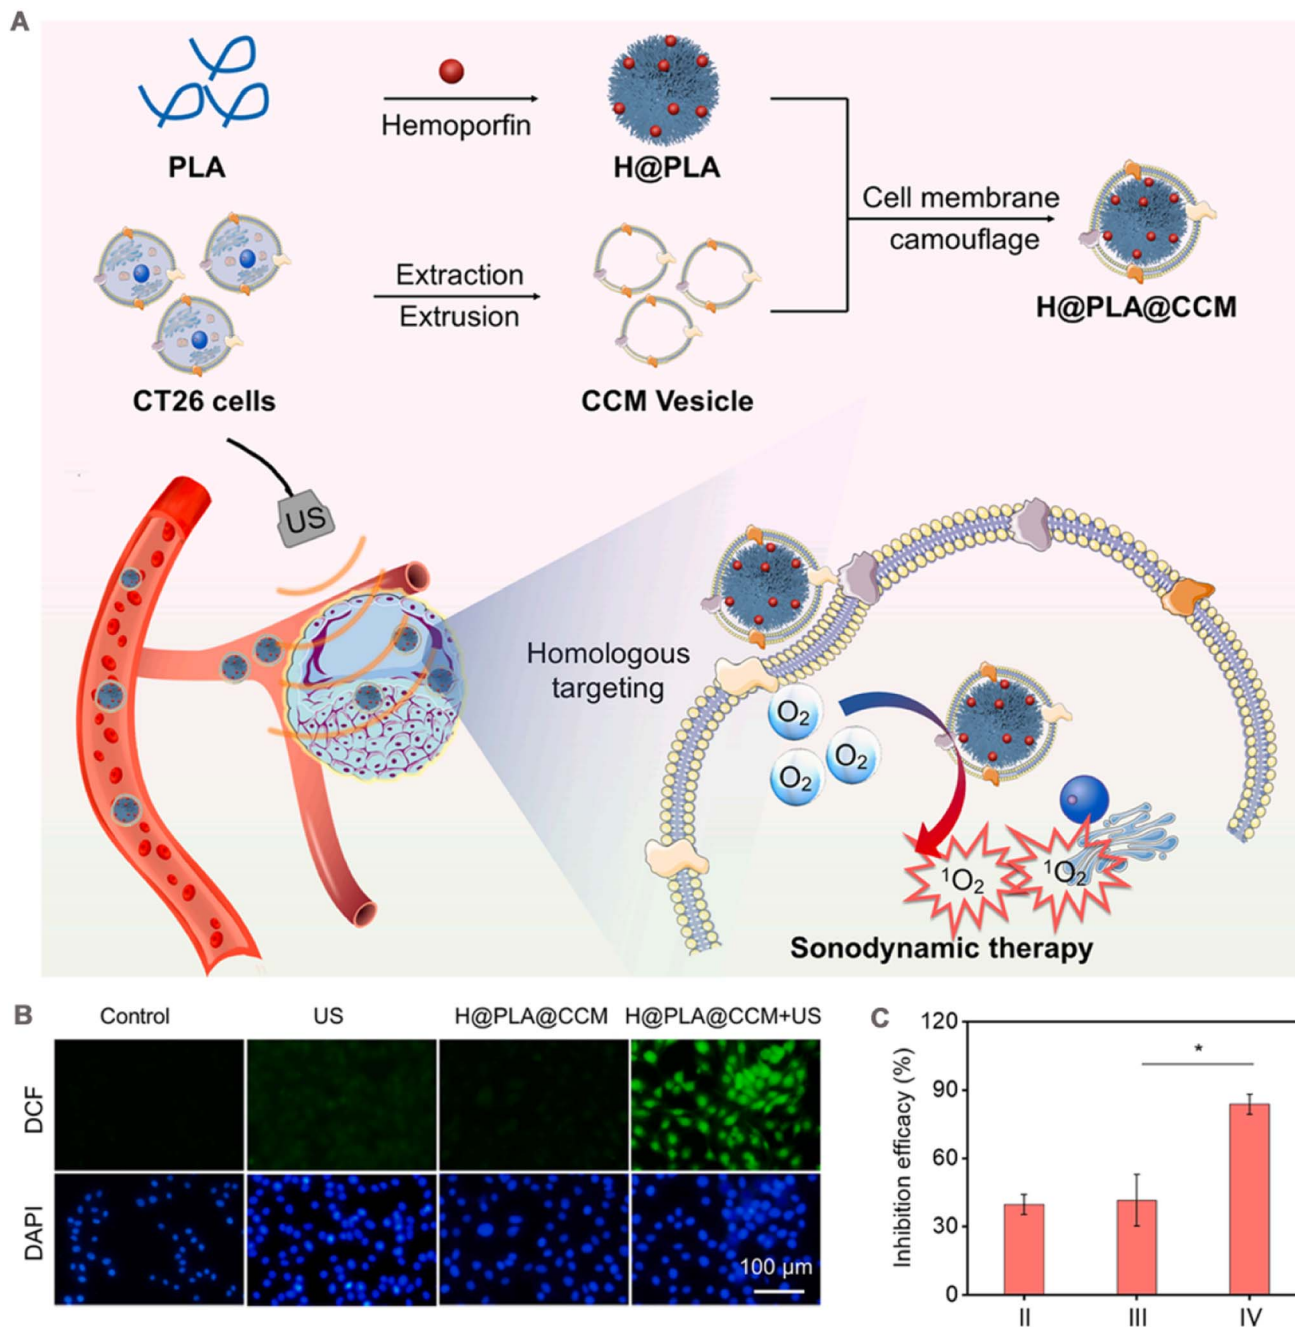 A
PLA
Hemoporfin
H@PLA
Cell membrane
camouflage
H@PLA@CCM
CT26 cells
Extraction
Extrusion
CCM Vesicle
US
Homologous
targeting
O₂
O₂
O₂
¹O₂
¹O₂
Sonodynamic therapy
B
Control
US
H@PLA@CCM
H@PLA@CCM+US
DCF
DAPI
100 µm
C
Inhibition efficacy (%)
120
90
60
30
0
*
II
III
IV